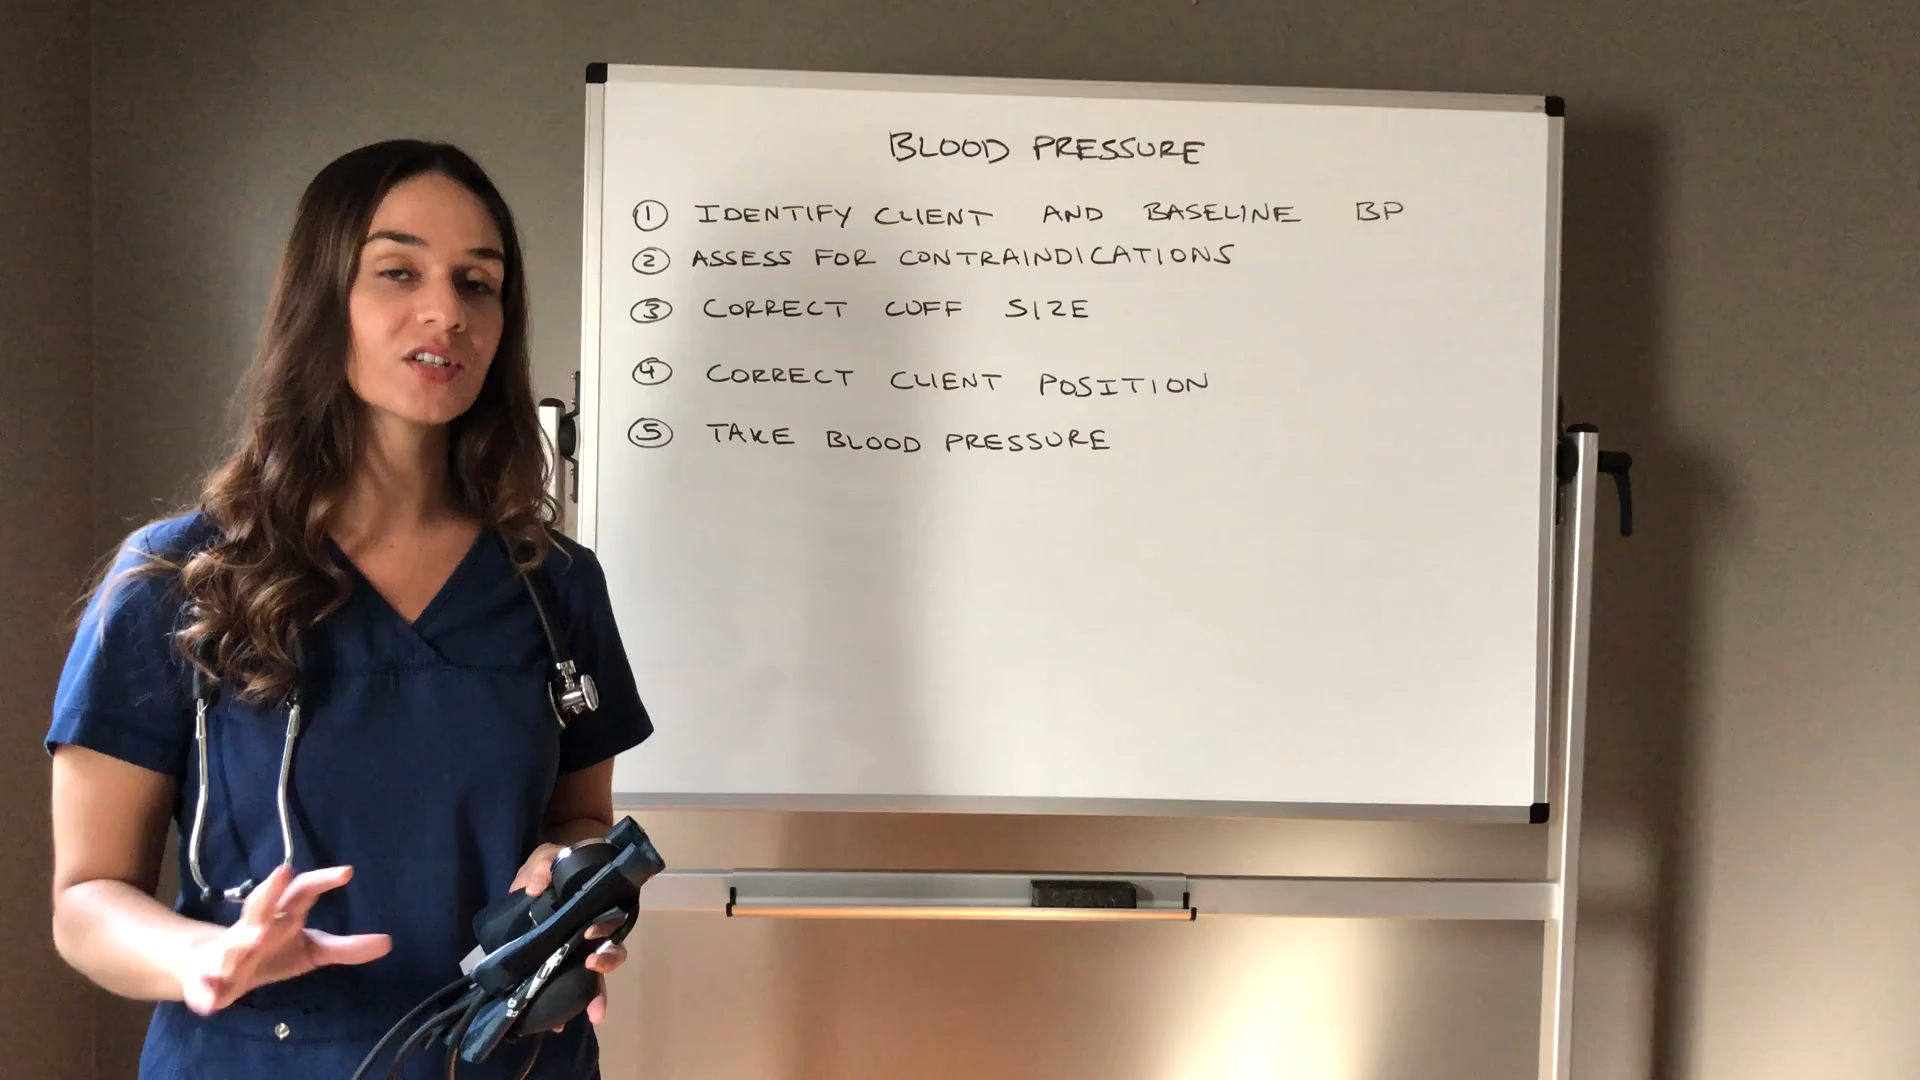 BLOOD PRESSURE
1 IDENTIFY CLIENT AND BASELINE BP
2 ASSESS FOR CONTRAINDICATIONS
3 CORRECT CUFF SIZE
4 CORRECT CLIENT POSITION
5 TAKE BLOOD PRESSURE